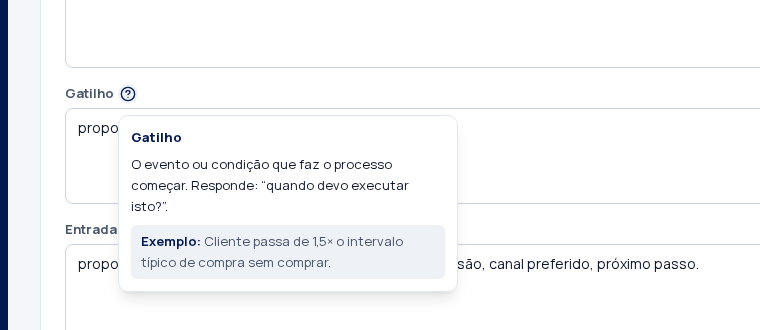 Gatilho
propo
Gatilho
O evento ou condição que faz o processo
começar. Responde: “quando devo executar
isto?”.
Exemplo: Cliente passa de 1,5× o intervalo
típico de compra sem comprar.
Entrada
propo
são, canal preferido, próximo passo.